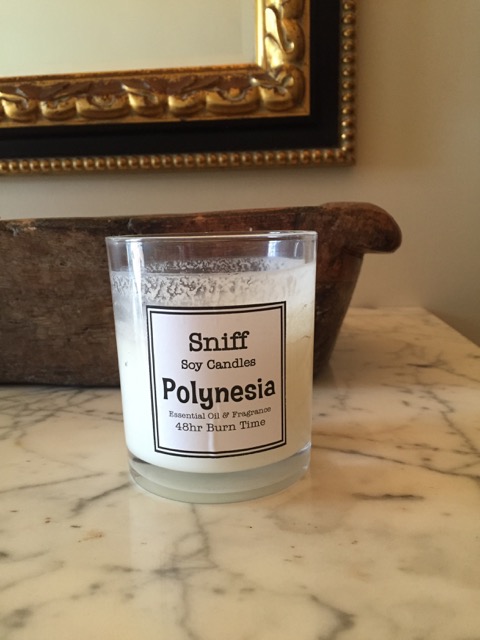 Sniff
Soy Candles
Polynesia
Essential Oil & Fragrance
48hr Burn Time